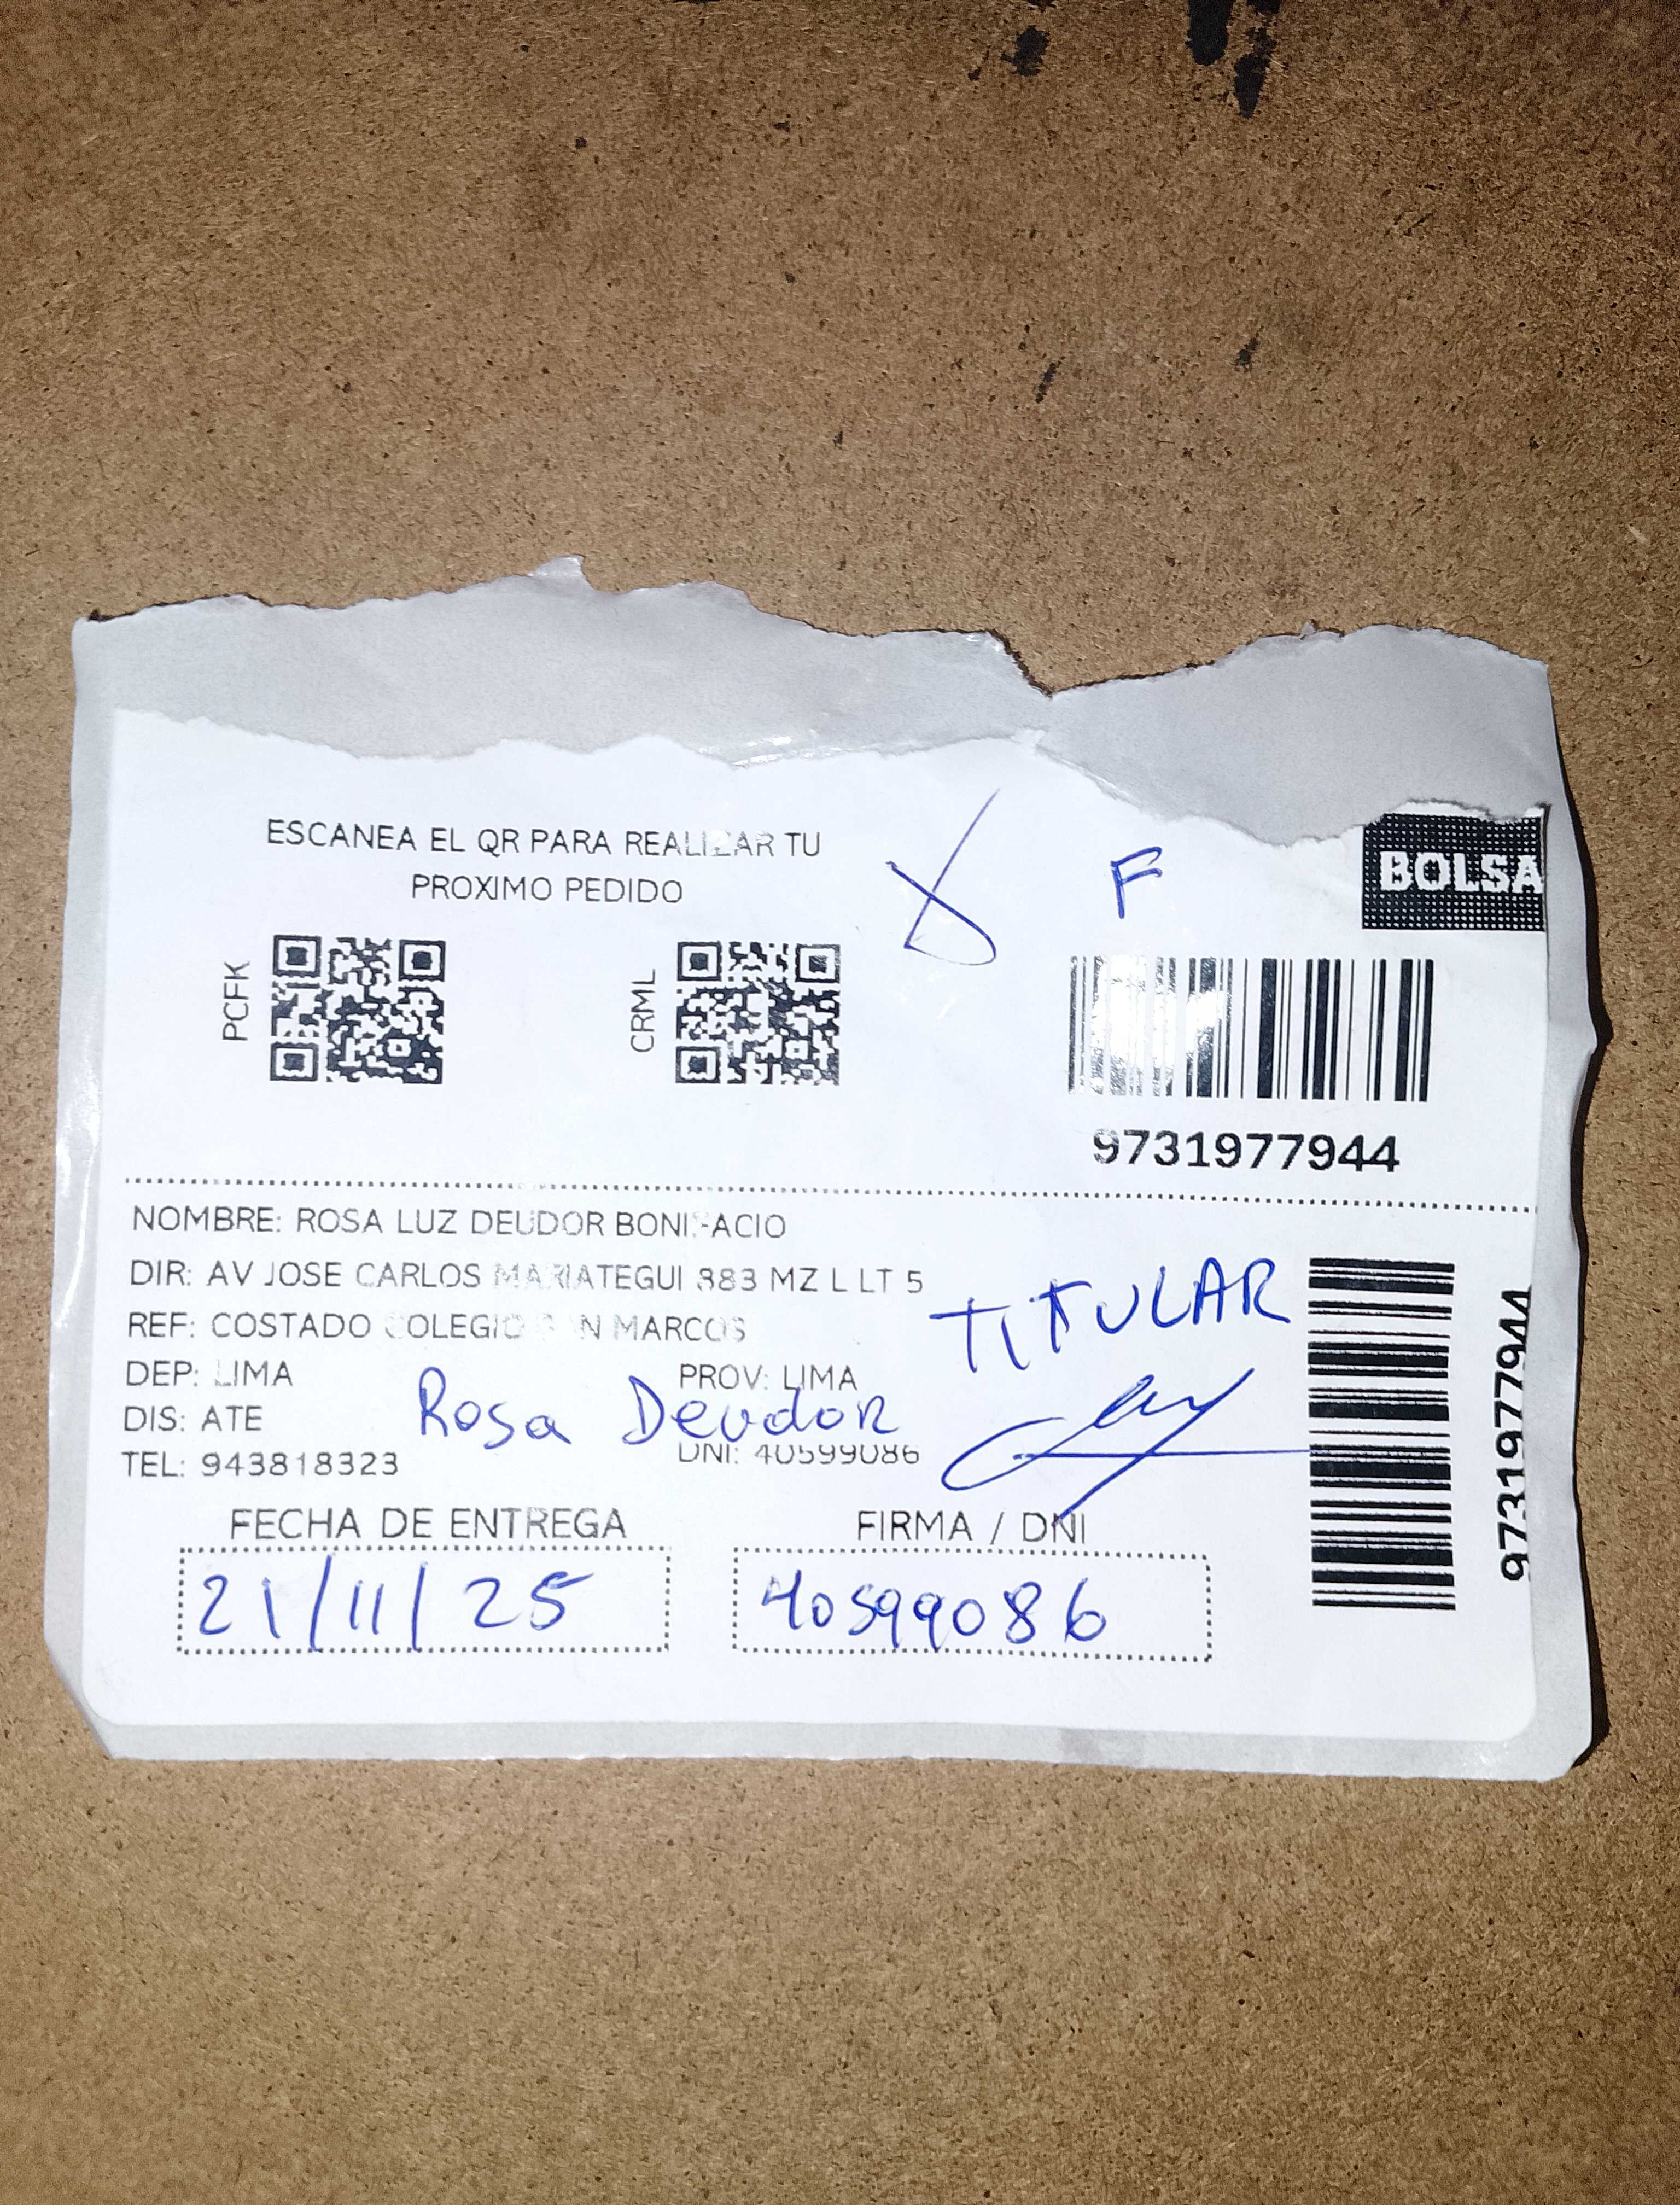 ESCANEA EL QR PARA REALIZAR TU
PROXIMO PEDIDO
F
BOLSA
PCFK
CRML
9731977944
NOMBRE: ROSA LUZ DEUDOR BONIFACIO
DIR: AV JOSE CARLOS MARIATEGUI 883 MZ L LT 5
REF: COSTADO COLEGIO SAN MARCOS
TITULAR
DEP: LIMA PROV: LIMA
DIS: ATE
Rosa Deudor
TEL: 943818323 DNI: 40599086
9731977944
FECHA DE ENTREGA FIRMA / DNI
21/11/25 40599086